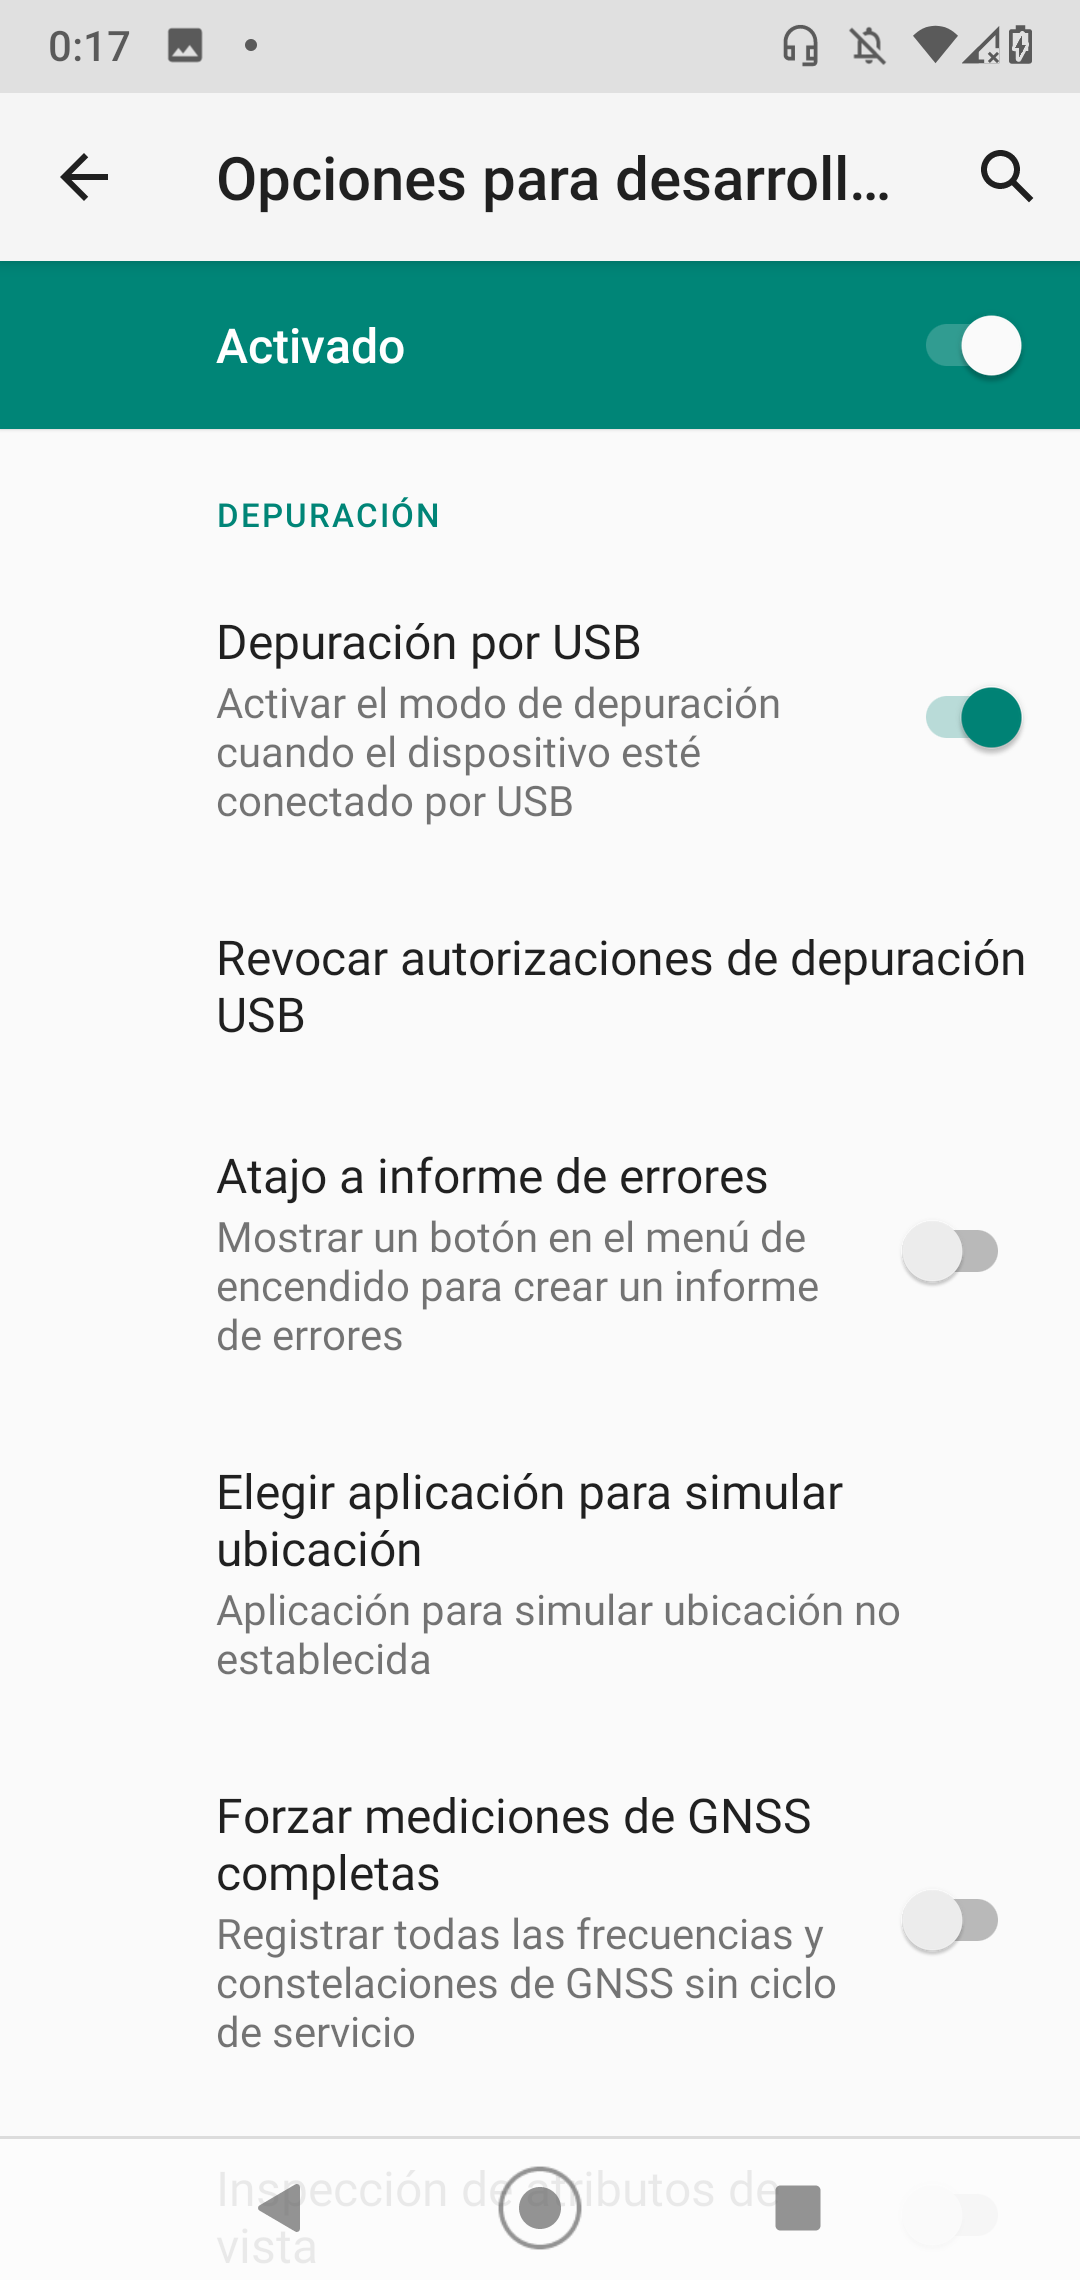 0:17
Opciones para desarroll…
Activado
DEPURACIÓN
Depuración por USB
Activar el modo de depuración
cuando el dispositivo esté
conectado por USB
Revocar autorizaciones de depuración
USB
Atajo a informe de errores
Mostrar un botón en el menú de
encendido para crear un informe
de errores
Elegir aplicación para simular
ubicación
Aplicación para simular ubicación no
establecida
Forzar mediciones de GNSS
completas
Registrar todas las frecuencias y
constelaciones de GNSS sin ciclo
de servicio
Inspección de atributos de
vista